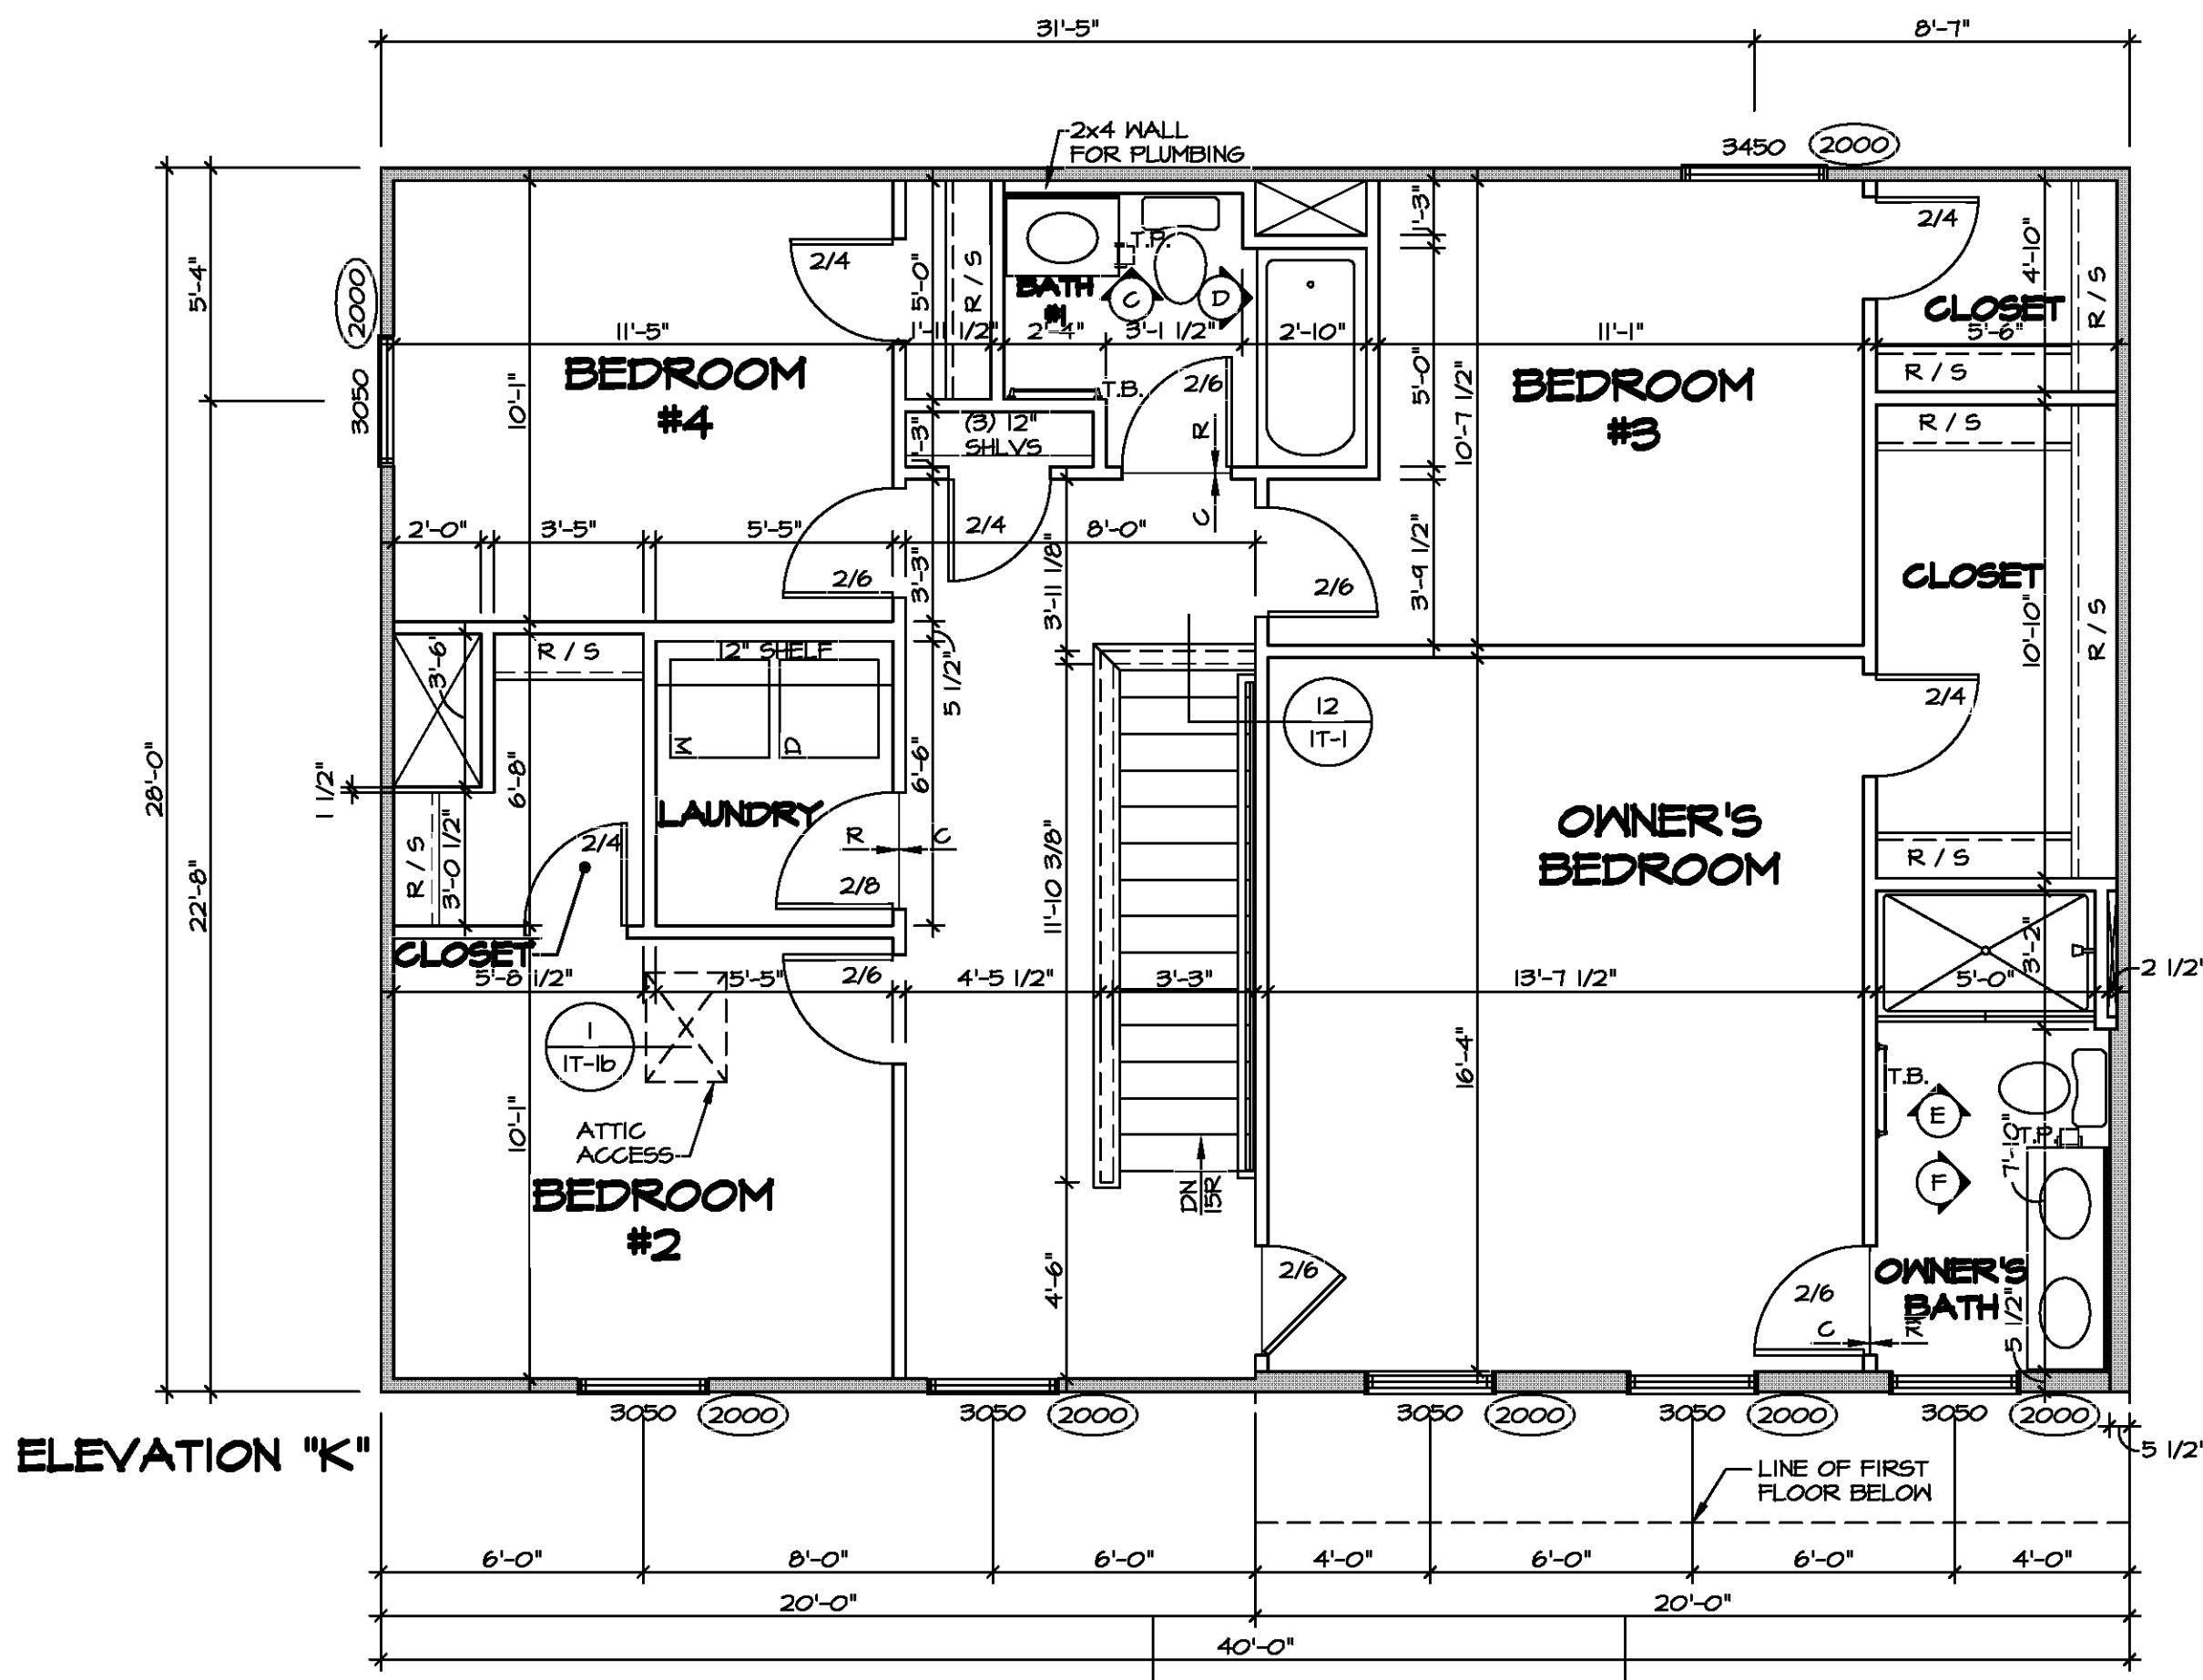 31'-5"
8'-7"
2x4 WALL
FOR PLUMBING
3450
2000
5'-4"
2000
3050
2/4
5'-0"
R / S
T.P.
BATH
#1
C
D
1'-3"
2/4
4'-10"
R / S
CLOSET
11'-5"
1'-11 1/2"
2'-4"
3'-1 1/2"
2'-10"
11'-1"
5'-6"
BEDROOM
#4
10'-1"
T.B.
2/6
5'-0"
10'-7 1/2"
BEDROOM
#3
R / S
R / S
1'-3"
(3) 12"
SHLVS
R
C
2'-0"
3'-5"
5'-5"
2/4
8'-0"
2/6
3'-3"
3'-11 1/8"
3'-9 1/2"
2/6
CLOSET
10'-10"
R / S
3'-6"
R / S
12" SHELF
5 1/2"
W
D
12
1T-1
2/4
28'-0"
22'-8"
1 1/2"
6'-8"
6'-6"
LAUNDRY
R
C
2/4
2/8
R / S
3'-0 1/2"
11'-10 3/8"
OWNER'S
BEDROOM
R / S
CLOSET
5'-8 1/2"
5'-5"
2/6
4'-5 1/2"
3'-3"
13'-7 1/2"
5'-0"
3'-2"
2 1/2"
1
1T-1b
10'-1"
ATTIC
ACCESS
16'-4"
T.B.
E
T.P.
7'-10"
F
BEDROOM
#2
DN
15R
4'-6"
2/6
2/6
OWNER'S
BATH
C
R
5 1/2"
3050
2000
3050
2000
3050
2000
3050
2000
3050
2000
5 1/2"
ELEVATION "K"
LINE OF FIRST
FLOOR BELOW
6'-0"
8'-0"
6'-0"
4'-0"
6'-0"
6'-0"
4'-0"
20'-0"
20'-0"
40'-0"